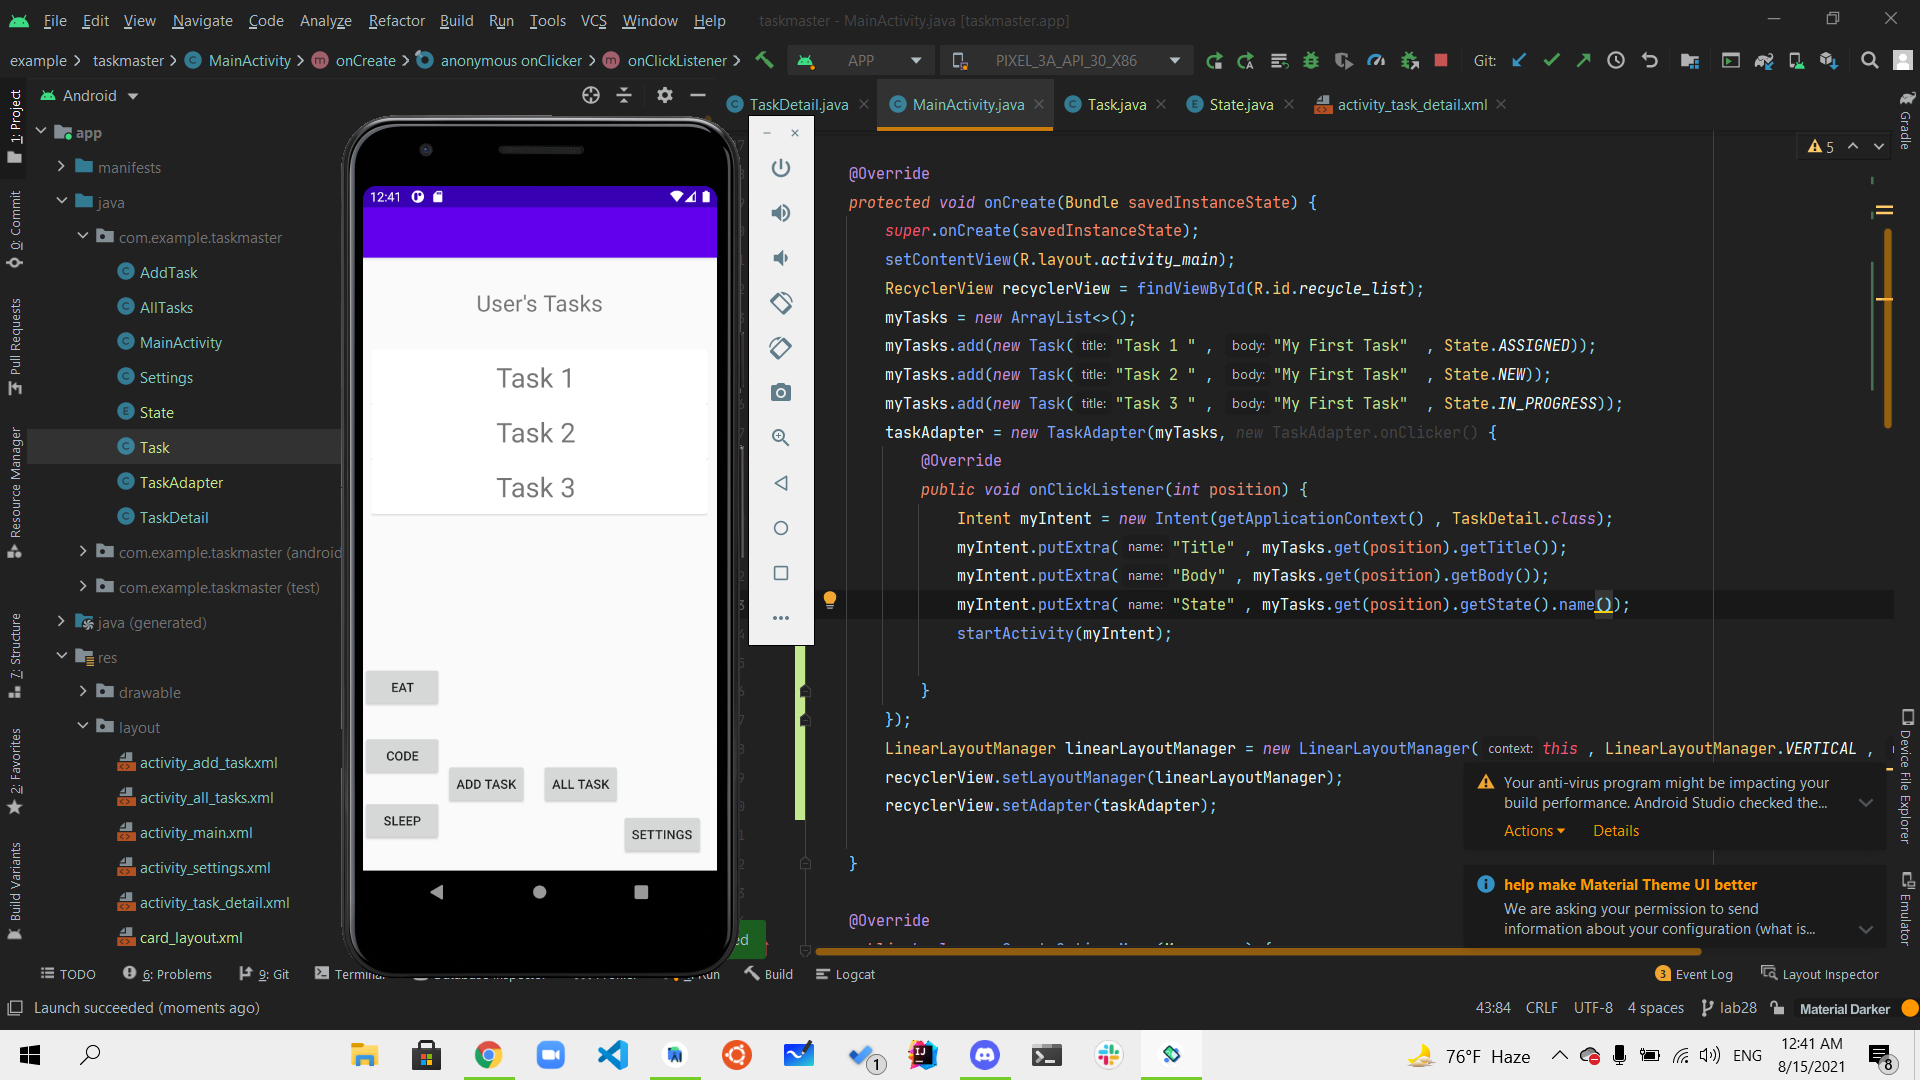 File Edit View Navigate Code Analyze Refactor Build Run Tools VCS Window Help taskmaster - MainActivity.java [taskmaster.app]
example taskmaster MainActivity onCreate anonymous onClicker onClickListener APP PIXEL_3A_API_30_X86 Git:
Android
TaskDetail.java MainActivity.java Task.java State.java activity_task_detail.xml
1: Project
0: Commit
Pull Requests
Resource Manager
7: Structure
2: Favorites
Build Variants
app
manifests
java
com.example.taskmaster
AddTask
AllTasks
MainActivity
Settings
State
Task
TaskAdapter
TaskDetail
com.example.taskmaster (android
com.example.taskmaster (test)
java (generated)
res
drawable
layout
activity_add_task.xml
activity_all_tasks.xml
activity_main.xml
activity_settings.xml
activity_task_detail.xml
card_layout.xml
12:41
User's Tasks
Task 1
Task 2
Task 3
EAT
CODE
ADD TASK ALL TASK
SLEEP
SETTINGS
5
@Override
protected void onCreate(Bundle savedInstanceState) {
super.onCreate(savedInstanceState);
setContentView(R.layout.activity_main);
RecyclerView recyclerView = findViewById(R.id.recycle_list);
myTasks = new ArrayList<>();
myTasks.add(new Task( title: "Task 1 " , body: "My First Task" , State.ASSIGNED));
myTasks.add(new Task( title: "Task 2 " , body: "My First Task" , State.NEW));
myTasks.add(new Task( title: "Task 3 " , body: "My First Task" , State.IN_PROGRESS));
taskAdapter = new TaskAdapter(myTasks, new TaskAdapter.onClicker() {
@Override
public void onClickListener(int position) {
Intent myIntent = new Intent(getApplicationContext() , TaskDetail.class);
myIntent.putExtra( name: "Title" , myTasks.get(position).getTitle());
myIntent.putExtra( name: "Body" , myTasks.get(position).getBody());
myIntent.putExtra( name: "State" , myTasks.get(position).getState().name());
startActivity(myIntent);
}
});
LinearLayoutManager linearLayoutManager = new LinearLayoutManager( context: this , LinearLayoutManager.VERTICAL ,
recyclerView.setLayoutManager(linearLayoutManager);
recyclerView.setAdapter(taskAdapter);
}
@Override
Your anti-virus program might be impacting your
build performance. Android Studio checked the...
Actions Details
help make Material Theme UI better
We are asking your permission to send
information about your configuration (what is...
Gradle
Device File Explorer
Emulator
TODO 6: Problems 9: Git Terminal Run Build Logcat 3 Event Log Layout Inspector
Launch succeeded (moments ago) 43:84 CRLF UTF-8 4 spaces lab28 Material Darker
1 76°F Haze ENG 12:41 AM
8/15/2021 8